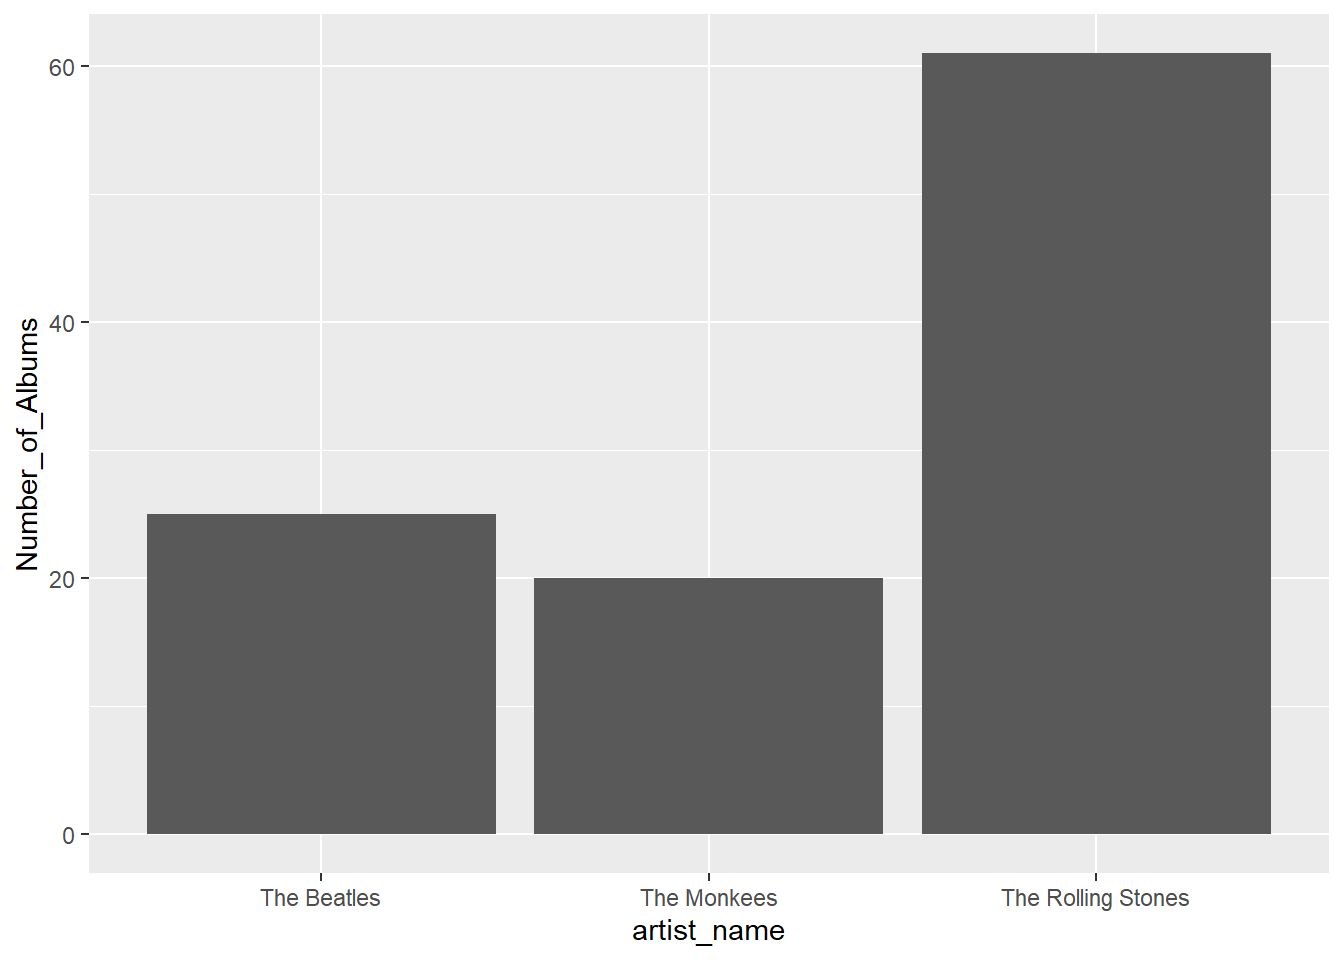 Number_of_Albums
60
40
20
0
The Beatles The Monkees The Rolling Stones
artist_name